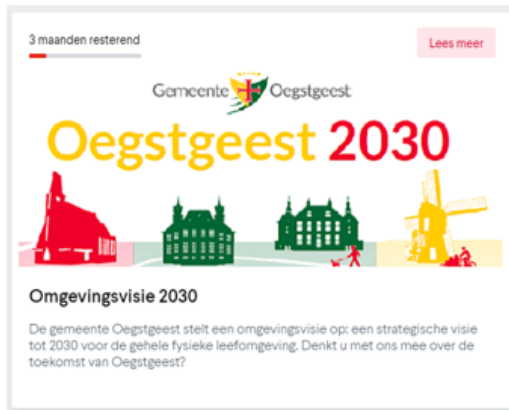 3 maanden resterend
Lees meer
Gemeente Oegstgeest
Oegstgeest 2030
Omgevingsvisie 2030
De gemeente Oegstgeest stelt een omgevingsvisie op: een strategische visie
tot 2030 voor de gehele fysieke leefomgeving. Denkt u met ons mee over de
toekomst van Oegstgeest?